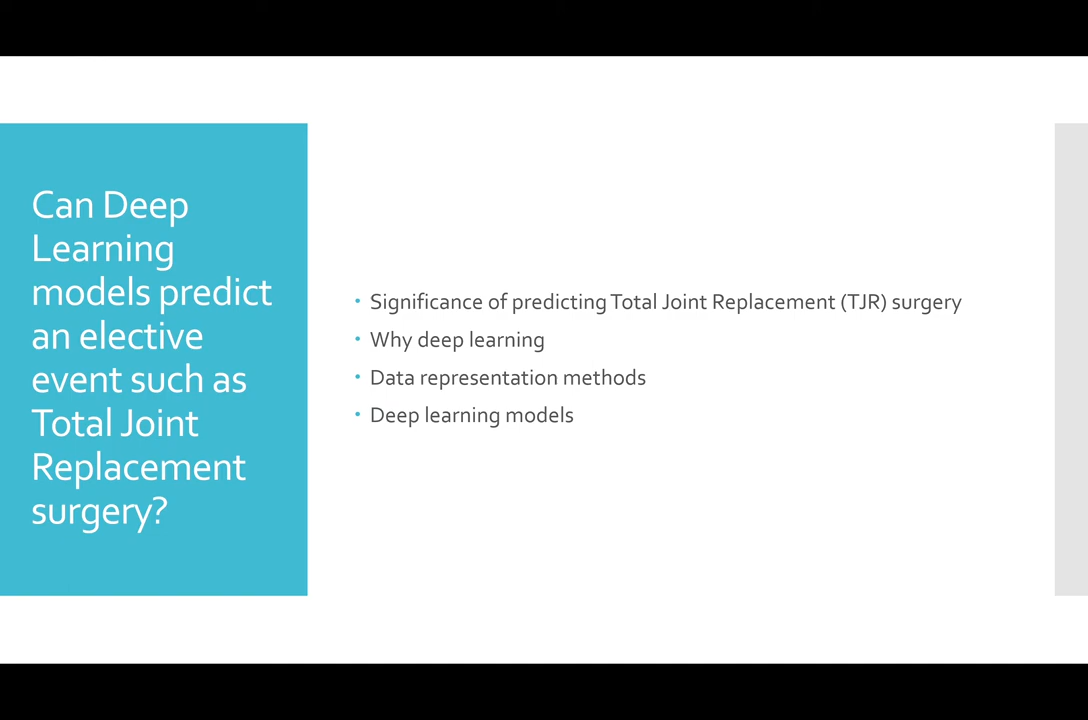 Can Deep
Learning
models predict
an elective
event such as
Total Joint
Replacement
surgery?
• Significance of predicting Total Joint Replacement (TJR) surgery
• Why deep learning
• Data representation methods
• Deep learning models